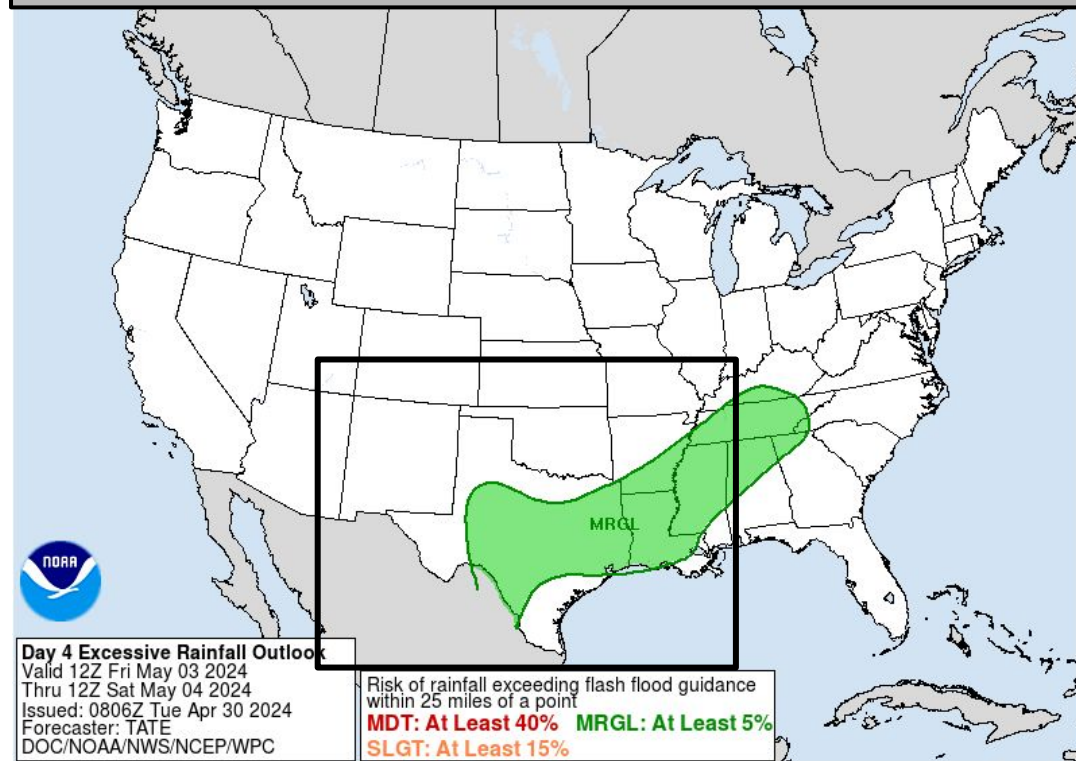 MRGL
NOAA
Day 4 Excessive Rainfall Outlook
Valid 12Z Fri May 03 2024
Thru 12Z Sat May 04 2024
Issued: 0806Z Tue Apr 30 2024
Forecaster: TATE
DOC/NOAA/NWS/NCEP/WPC
Risk of rainfall exceeding flash flood guidance
within 25 miles of a point
MDT: At Least 40% MRGL: At Least 5%
SLGT: At Least 15%